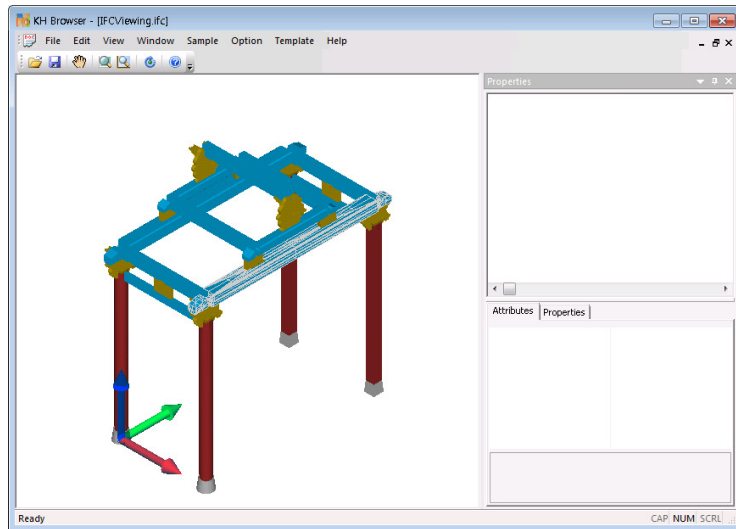 KH Browser - [IFCViewing.ifc]
File Edit View Window Sample Option Template Help
Properties
Attributes Properties
Ready
CAP NUM SCRL